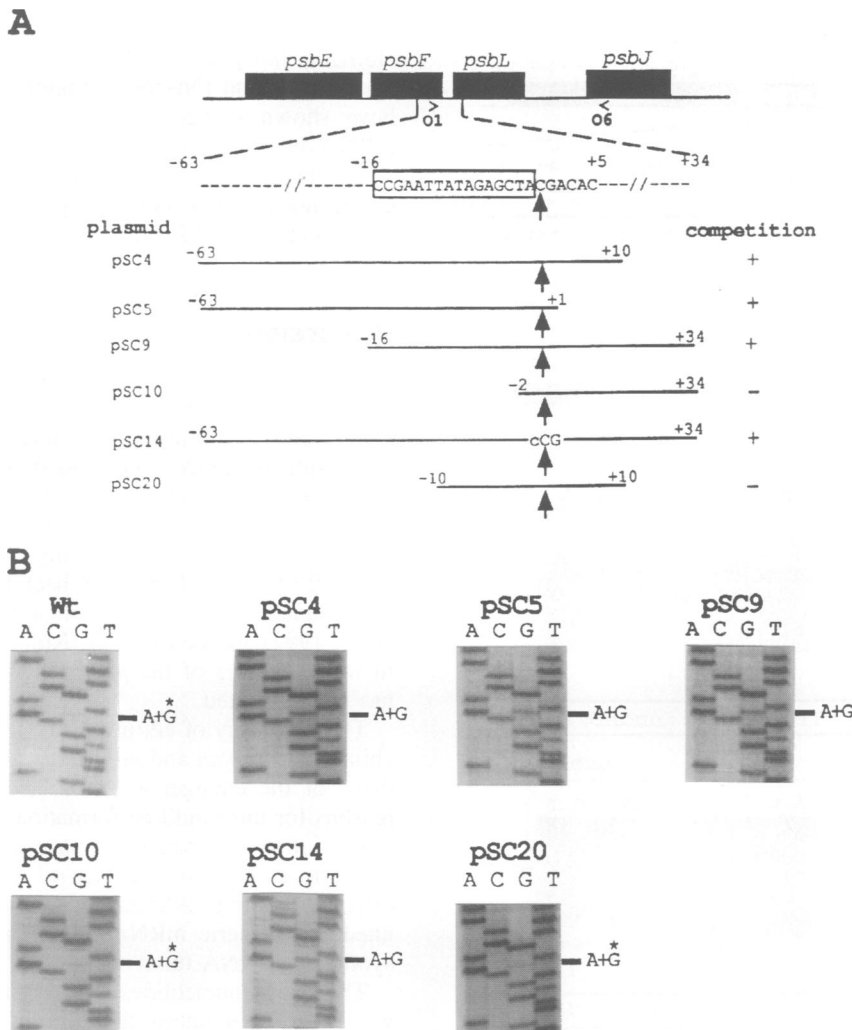 A
psbE psbF psbL psbJ
O1 O6
-63 -16 +5 +34
CCGAATTATAGAGCTACGACAC
plasmid competition
pSC4 -63 +10 +
pSC5 -63 +1 +
pSC9 -16 +34 +
pSC10 -2 +34 -
pSC14 -63 cCG +34 +
pSC20 -10 +10 -
B
Wt pSC4 pSC5 pSC9
A C G T A C G T A C G T A C G T
A+G* A+G A+G A+G
pSC10 pSC14 pSC20
A C G T A C G T A C G T
A+G* A+G A+G*